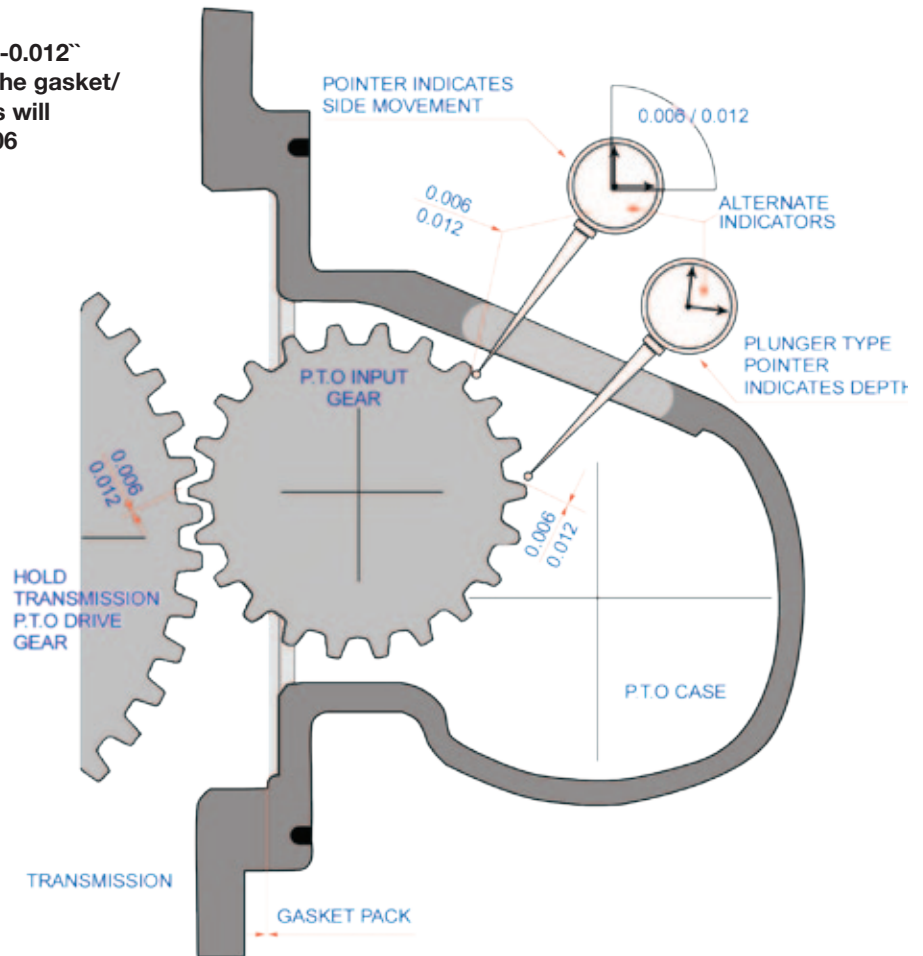 -0.012``
he gasket/
s will
06
POINTER INDICATES
SIDE MOVEMENT
0.006 / 0.012
0.006
0.012
ALTERNATE
INDICATORS
PLUNGER TYPE
POINTER
INDICATES DEPTH
P.T.O INPUT
GEAR
0.006
0.012
0.006
0.012
HOLD
TRANSMISSION
P.T.O DRIVE
GEAR
P.T.O CASE
TRANSMISSION
GASKET PACK